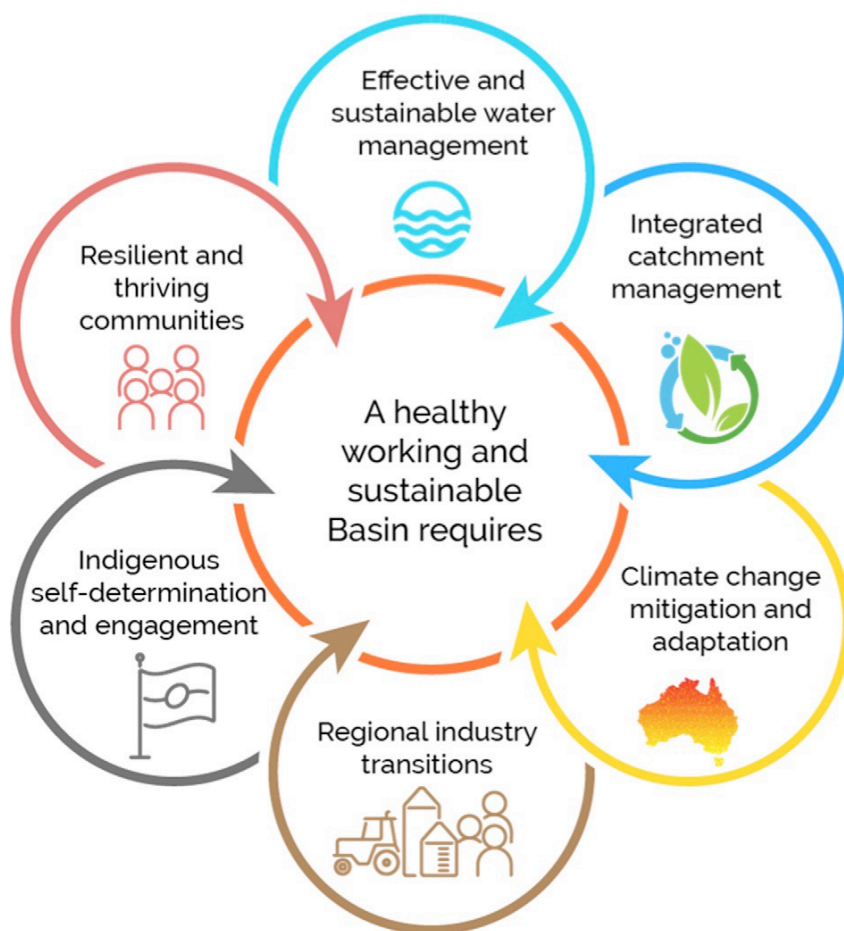 Effective and
sustainable water
management
Integrated
catchment
management
Climate change
mitigation and
adaptation
Regional industry
transitions
Indigenous
self-determination
and engagement
Resilient and
thriving
communities
A healthy
working and
sustainable
Basin requires